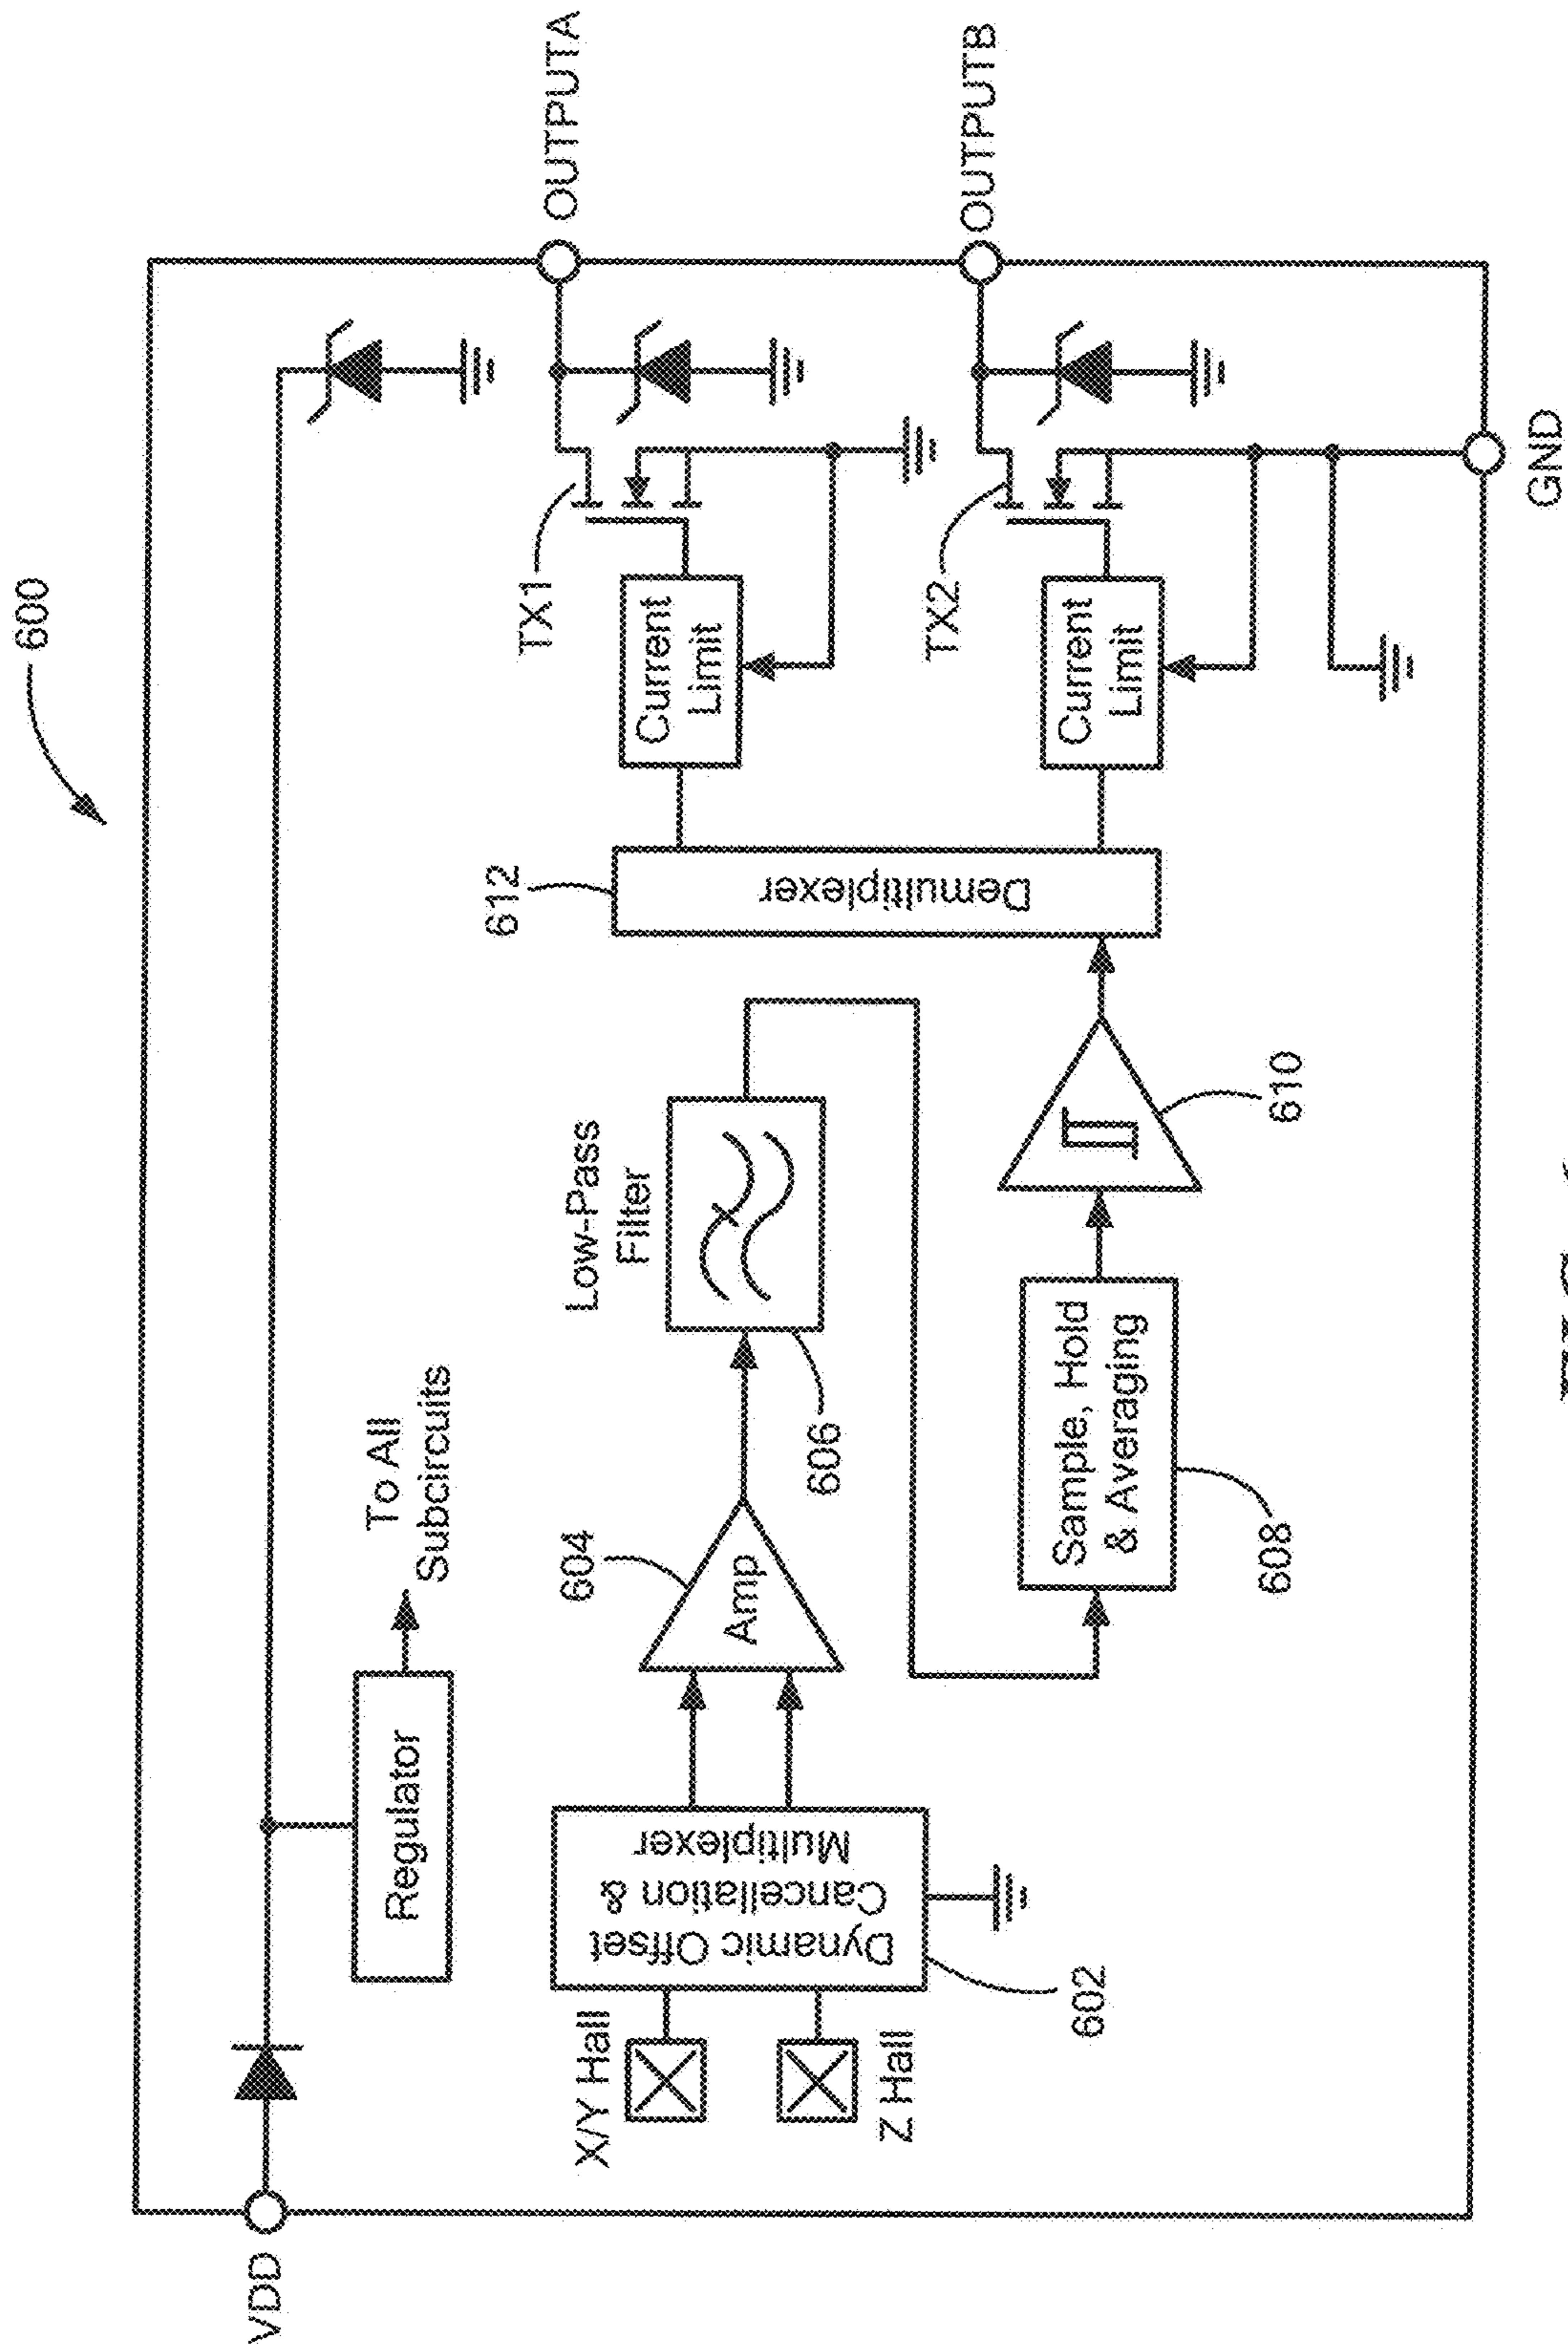 600
VDD
Regulator
To All
Subcircuits
X/Y Hall
Z Hall
Dynamic Offset
Cancellation &
Multiplexer
602
604
Amp
Low-Pass
Filter
606
Sample, Hold
& Averaging
608
610
612
Demultiplexer
Current
Limit
TX1
OUTPUTA
Current
Limit
TX2
OUTPUTB
GND